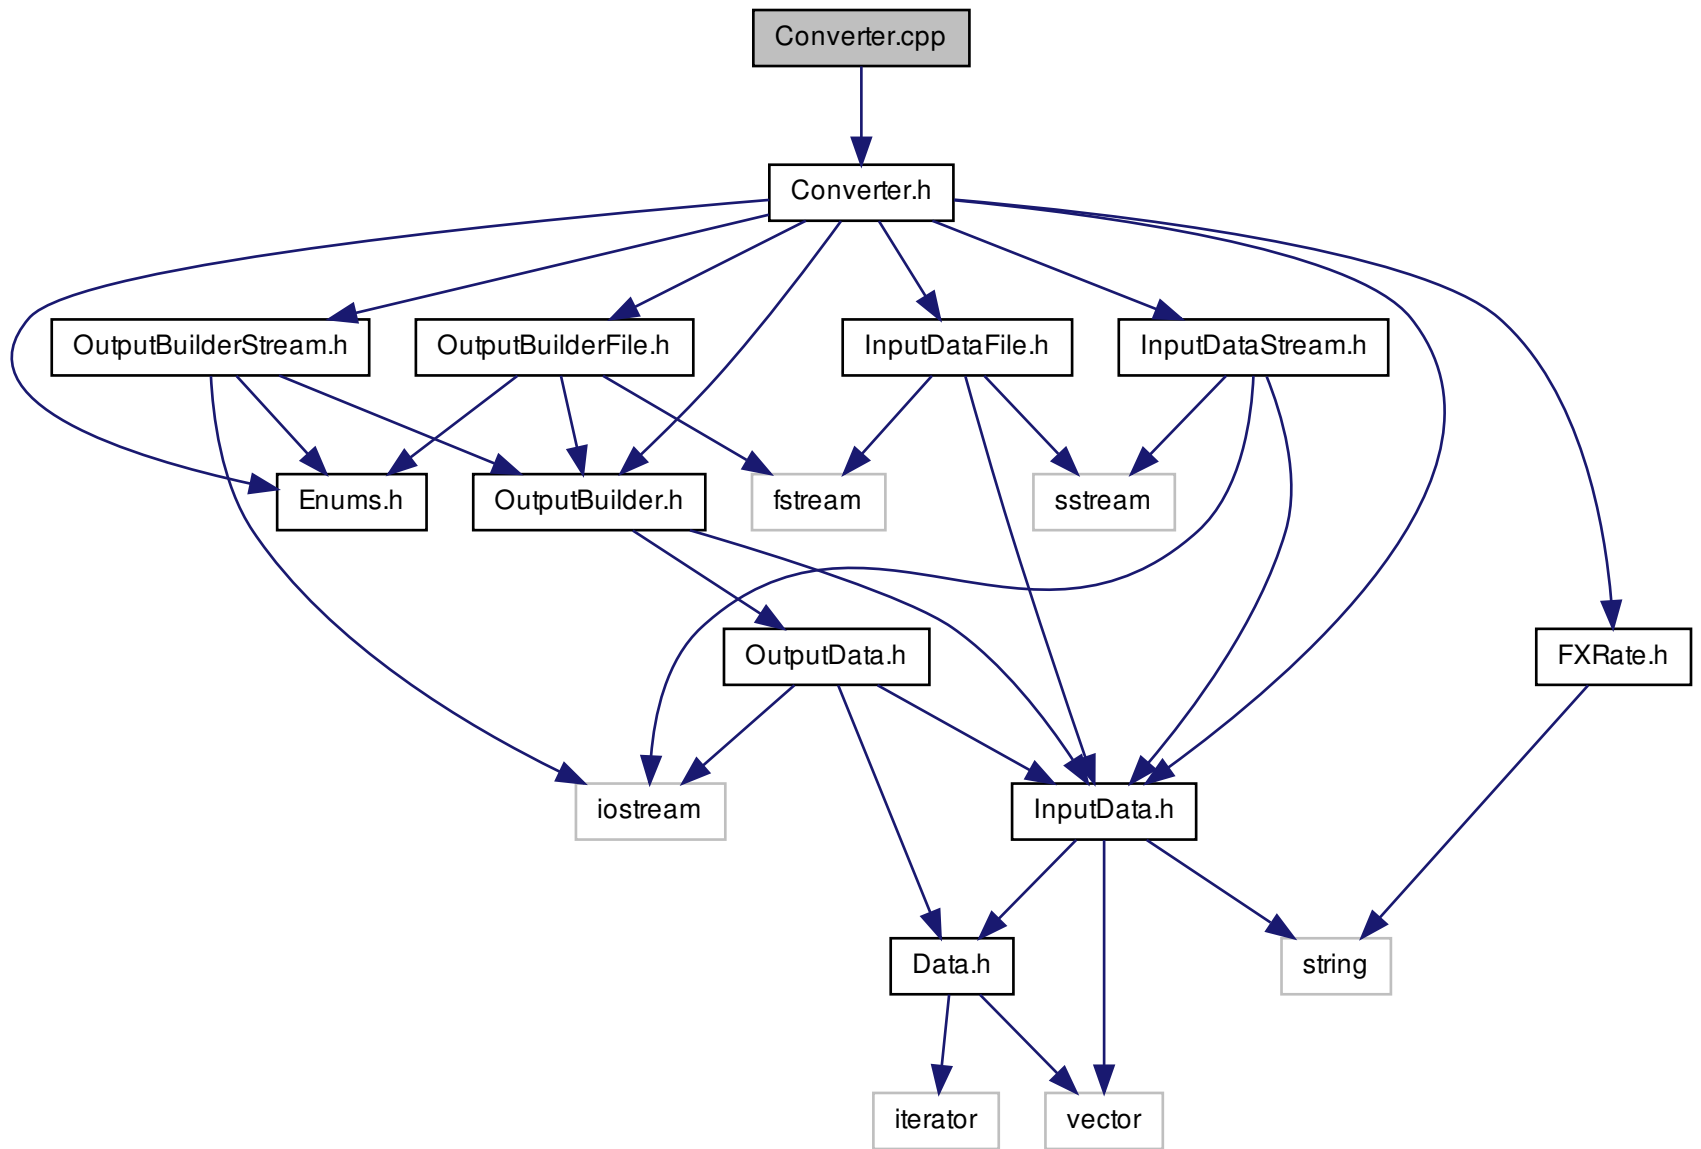 Converter.cpp
Converter.h
OutputBuilderStream.h
OutputBuilderFile.h
InputDataFile.h
InputDataStream.h
Enums.h
OutputBuilder.h
fstream
sstream
OutputData.h
FXRate.h
iostream
InputData.h
Data.h
string
iterator
vector